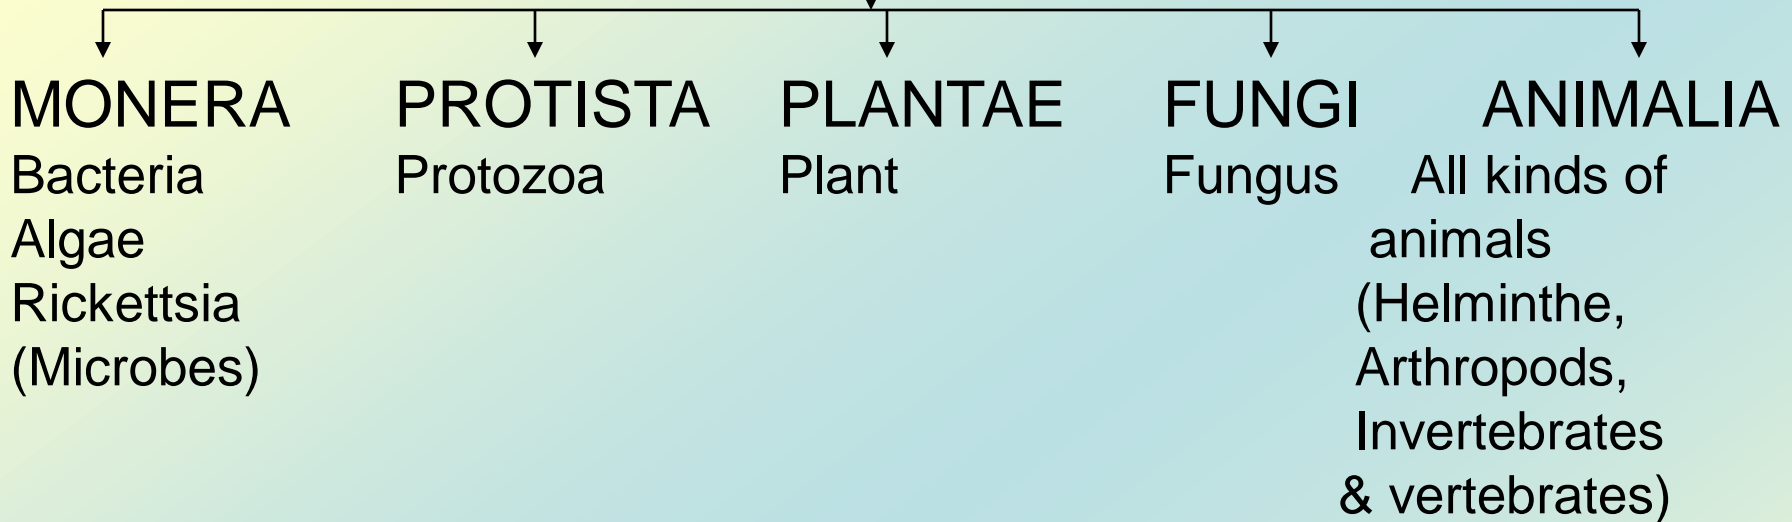 MONERA PROTISTA PLANTAE FUNGI ANIMALIA
Bacteria Protozoa Plant Fungus All kinds of
Algae animals
Rickettsia (Helminthe,
(Microbes) Arthropods,
Invertebrates
& vertebrates)